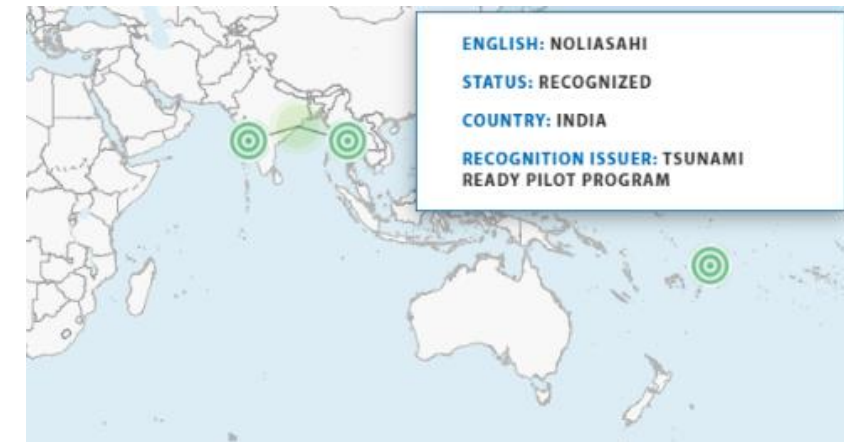 ENGLISH: NOLIASAHI
STATUS: RECOGNIZED
COUNTRY: INDIA
RECOGNITION ISSUER: TSUNAMI
READY PILOT PROGRAM